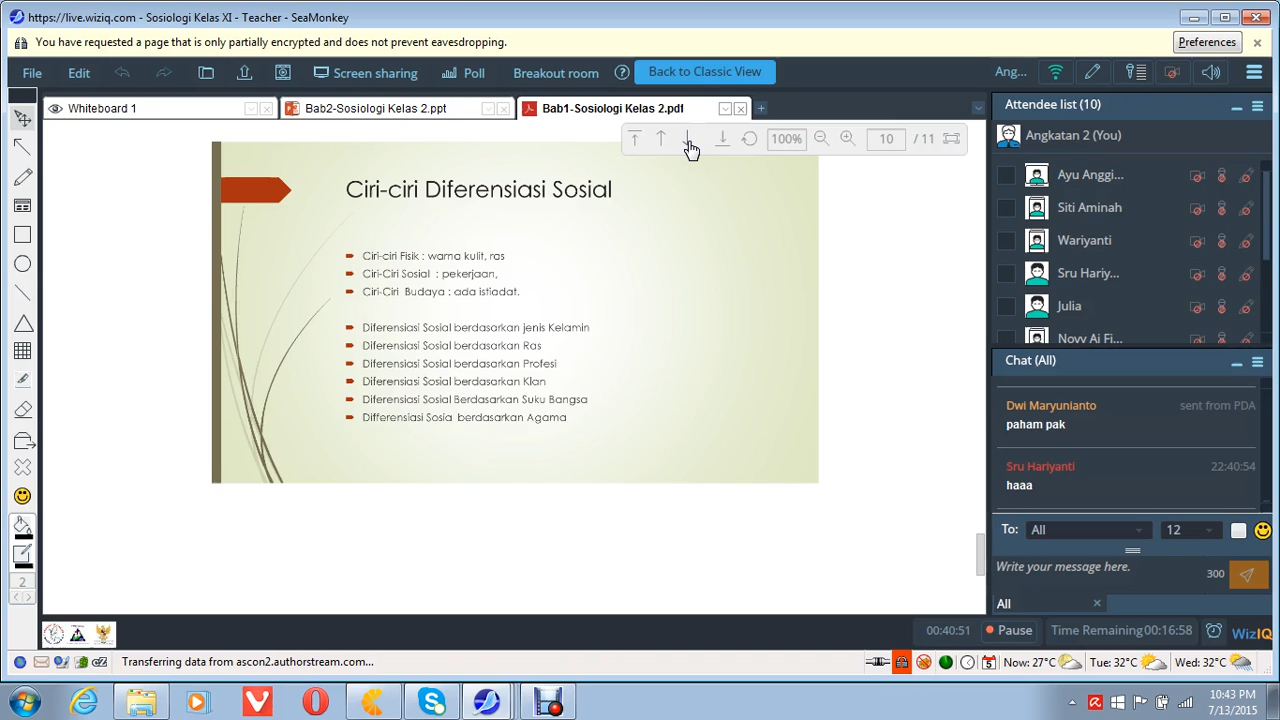 https://live.wiziq.com - Sosiologi Kelas XI - Teacher - SeaMonkey
You have requested a page that is only partially encrypted and does not prevent eavesdropping.
Preferences
File Edit Screen sharing Poll Breakout room ? Back to Classic View Ang...
Whiteboard 1
Bab2-Sosiologi Kelas 2.ppt
Bab1-Sosiologi Kelas 2.pdf
100% 10 / 11
Ciri-ciri Diferensiasi Sosial
Ciri-ciri Fisik : warna kulit, ras
Ciri-Ciri Sosial : pekerjaan,
Ciri-Ciri Budaya : ada istiadat.
Diferensiasi Sosial berdasarkan jenis Kelamin
Diferensiasi Sosial berdasarkan Ras
Diferensiasi Sosial berdasarkan Profesi
Diferensiasi Sosial berdasarkan Klan
Diferensiasi Sosial Berdasarkan Suku Bangsa
Differensiasi Sosia berdasarkan Agama
2
Attendee list (10)
Angkatan 2 (You)
Ayu Anggi...
Siti Aminah
Wariyanti
Sru Hariy...
Julia
Novy Ai Fi...
Chat (All)
Dwi Maryunianto sent from PDA
paham pak
Sru Hariyanti 22:40:54
haaa
To: All 12
Write your message here. 300
All
00:40:51 Pause Time Remaining 00:16:58 WizIQ
Transferring data from ascon2.authorstream.com...
Now: 27°C Tue: 32°C Wed: 32°C
10:43 PM
7/13/2015